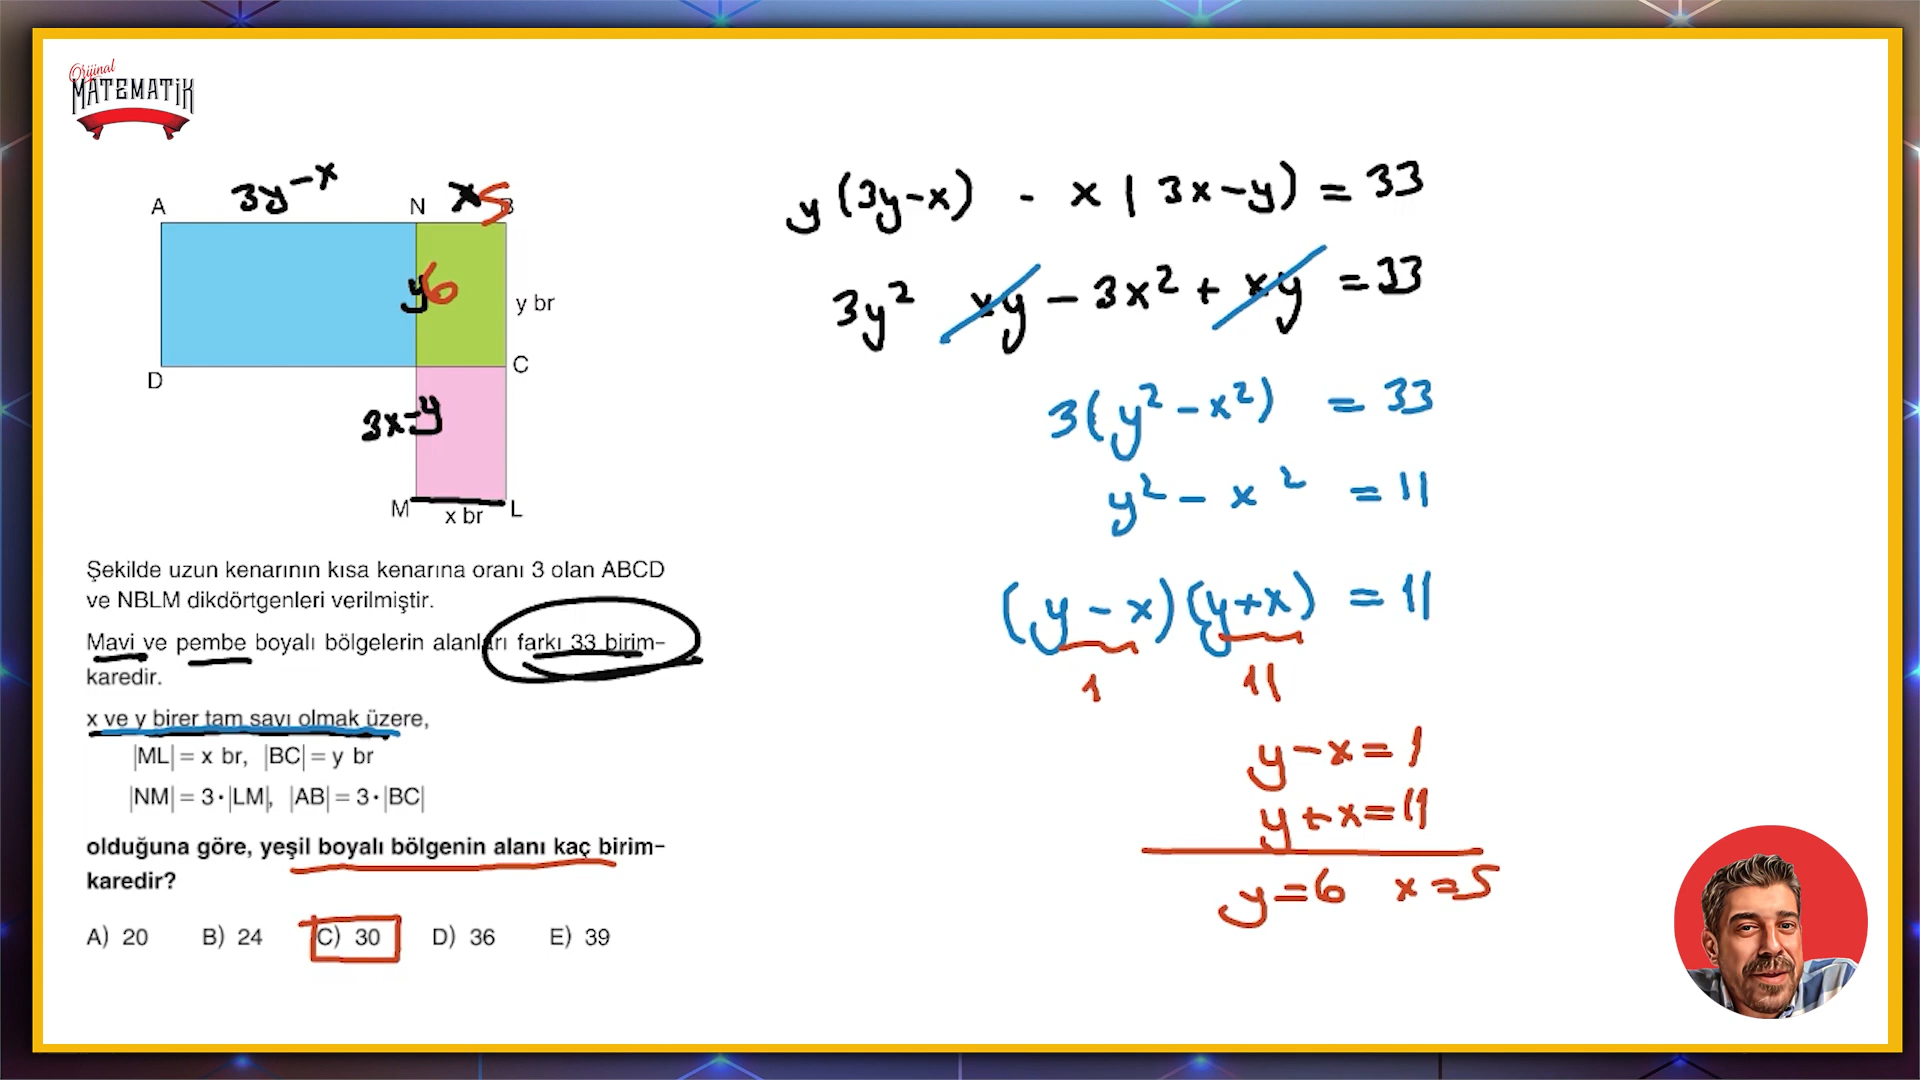 Orijinal
MATEMATİK
3y-x
x 5
A
N
B
y 6
y br
D
C
3x-y
M
x br
L
Şekilde uzun kenarının kısa kenarına oranı 3 olan ABCD
ve NBLM dikdörtgenleri verilmiştir.
Mavi ve pembe boyalı bölgelerin alanları farkı 33 birim-
karedir.
x ve y birer tam sayı olmak üzere,
|ML| = x br, |BC| = y br
|NM| = 3·|LM|, |AB| = 3·|BC|
olduğuna göre, yeşil boyalı bölgenin alanı kaç birim-
karedir?
A) 20 B) 24 C) 30 D) 36 E) 39
y(3y-x) - x(3x-y) = 33
3y² xy - 3x² + xy = 33
3(y² - x²) = 33
y² - x² = 11
(y-x)(y+x) = 11
1 11
y-x=1
y+x=11
y=6 x=5